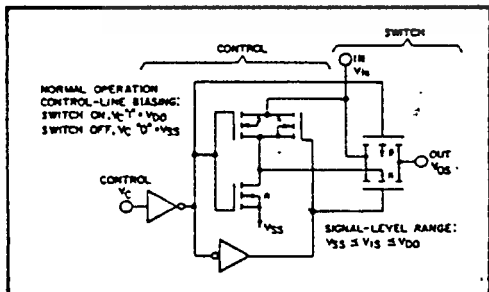 SWITCH
CONTROL
IN
Vis
NORMAL OPERATION
CONTROL-LINE BIASING:
SWITCH ON, VC "1" = VDD
SWITCH OFF, VC "0" = VSS
P
OUT
VOS
CONTROL
VC
n
n
VSS
SIGNAL-LEVEL RANGE:
VSS ≤ VIS ≤ VDD